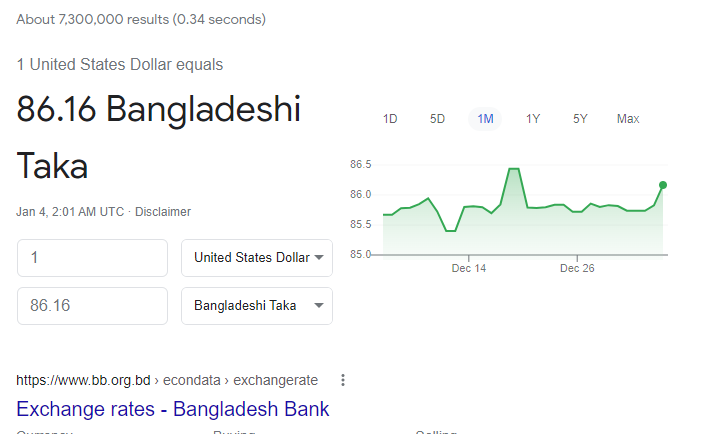 About 7,300,000 results (0.34 seconds)
1 United States Dollar equals
86.16 Bangladeshi
Taka
Jan 4, 2:01 AM UTC · Disclaimer
1
United States Dollar
86.16
Bangladeshi Taka
1D 5D 1M 1Y 5Y Max
86.5
86.0
85.5
85.0
Dec 14 Dec 26
https://www.bb.org.bd › econdata › exchangerate
Exchange rates - Bangladesh Bank